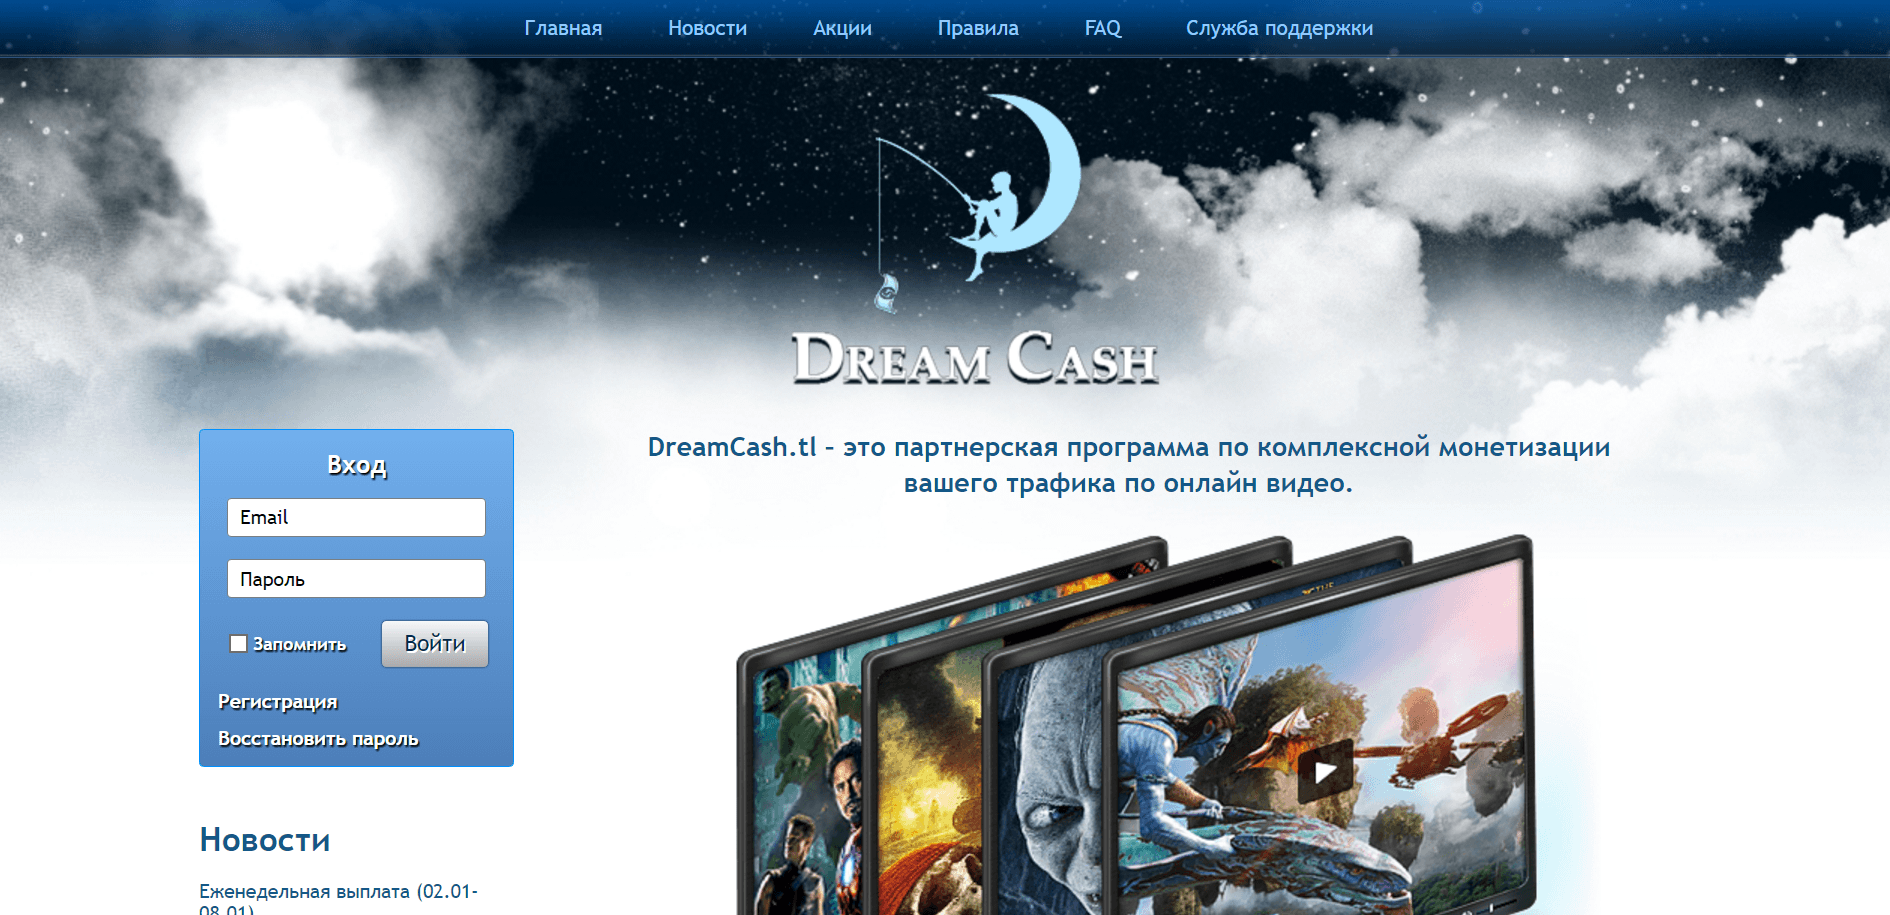 Главная Новости Акции Правила FAQ Служба поддержки
DREAM CASH
Вход
Email
Пароль
Запомнить Войти
Регистрация
Восстановить пароль
DreamCash.tl – это партнерская программа по комплексной монетизации
вашего трафика по онлайн видео.
Новости
Еженедельная выплата (02.01-
08.01)